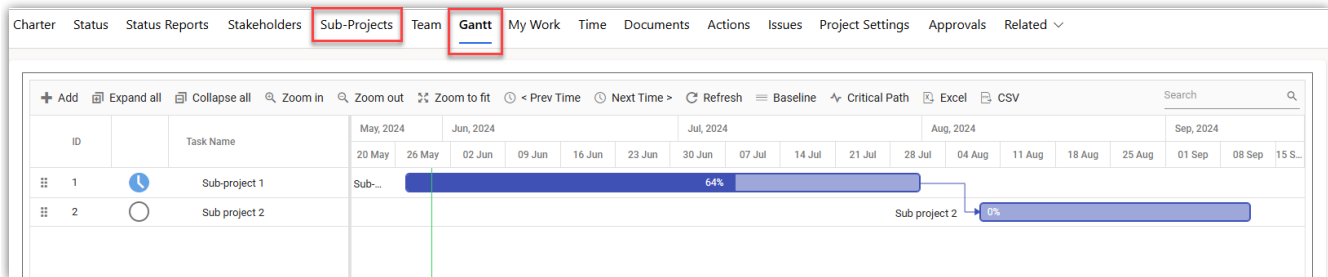 Charter Status Status Reports Stakeholders Sub-Projects Team Gantt My Work Time Documents Actions Issues Project Settings Approvals Related
Add Expand all Collapse all Zoom in Zoom out Zoom to fit < Prev Time Next Time > Refresh Baseline Critical Path Excel CSV Search
ID Task Name May, 2024 Jun, 2024 Jul, 2024 Aug, 2024 Sep, 2024
20 May 26 May 02 Jun 09 Jun 16 Jun 23 Jun 30 Jun 07 Jul 14 Jul 21 Jul 28 Jul 04 Aug 11 Aug 18 Aug 25 Aug 01 Sep 08 Sep 15 S...
1 Sub-project 1 Sub-... 64%
2 Sub project 2 Sub project 2 0%